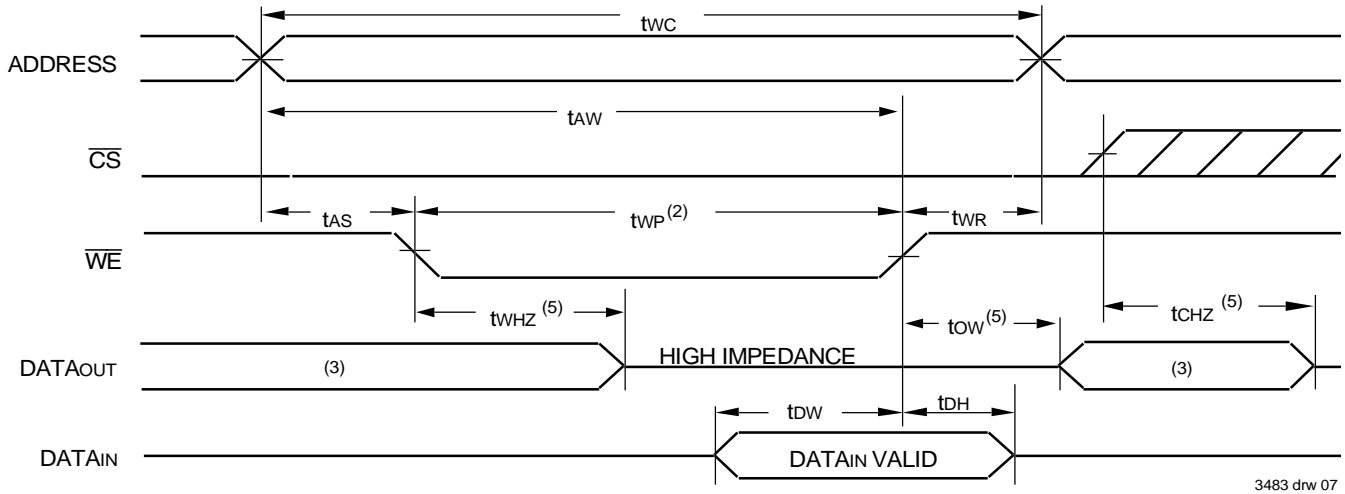 tWC
ADDRESS
tAW
CS
tAS tWP(2) tWR
WE
tWHZ (5) tOW(5) tCHZ (5)
DATAOUT (3) HIGH IMPEDANCE (3)
tDW tDH
DATAIN DATAIN VALID
3483 drw 07